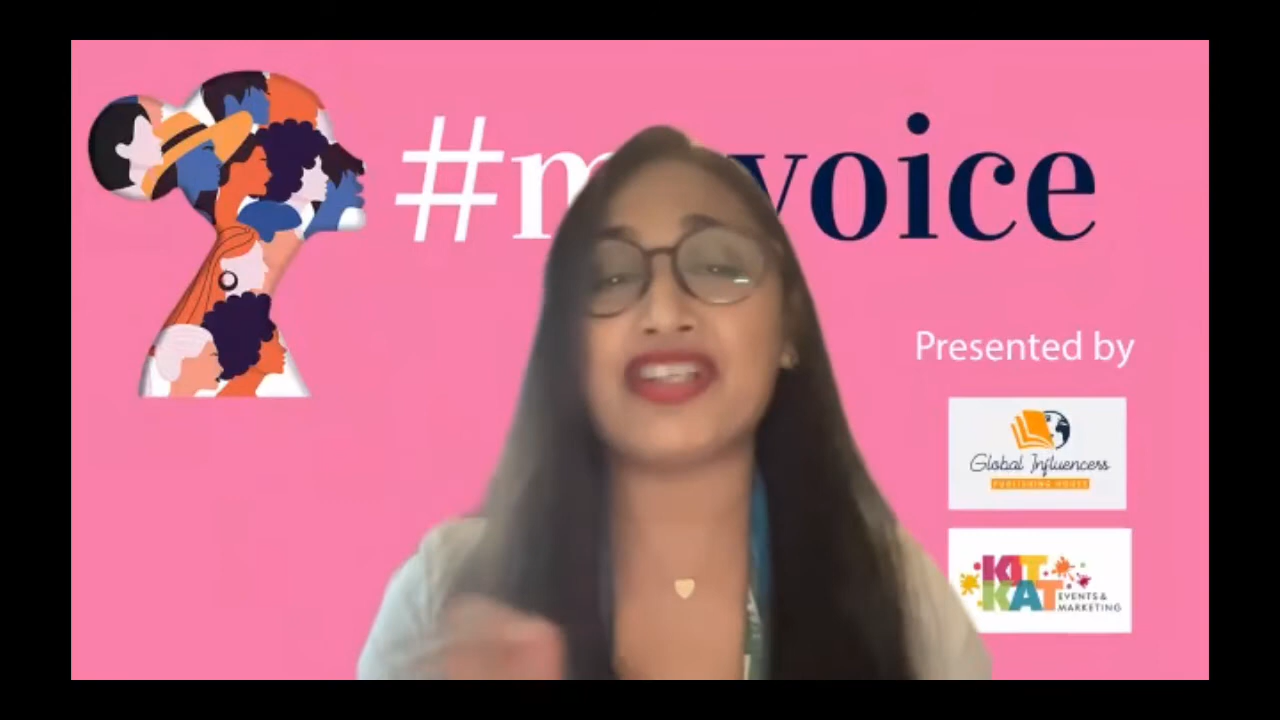 #m voice
Presented by
Global Influencers
PUBLISHING HOUSE
KIT
KAT EVENTS &
MARKETING